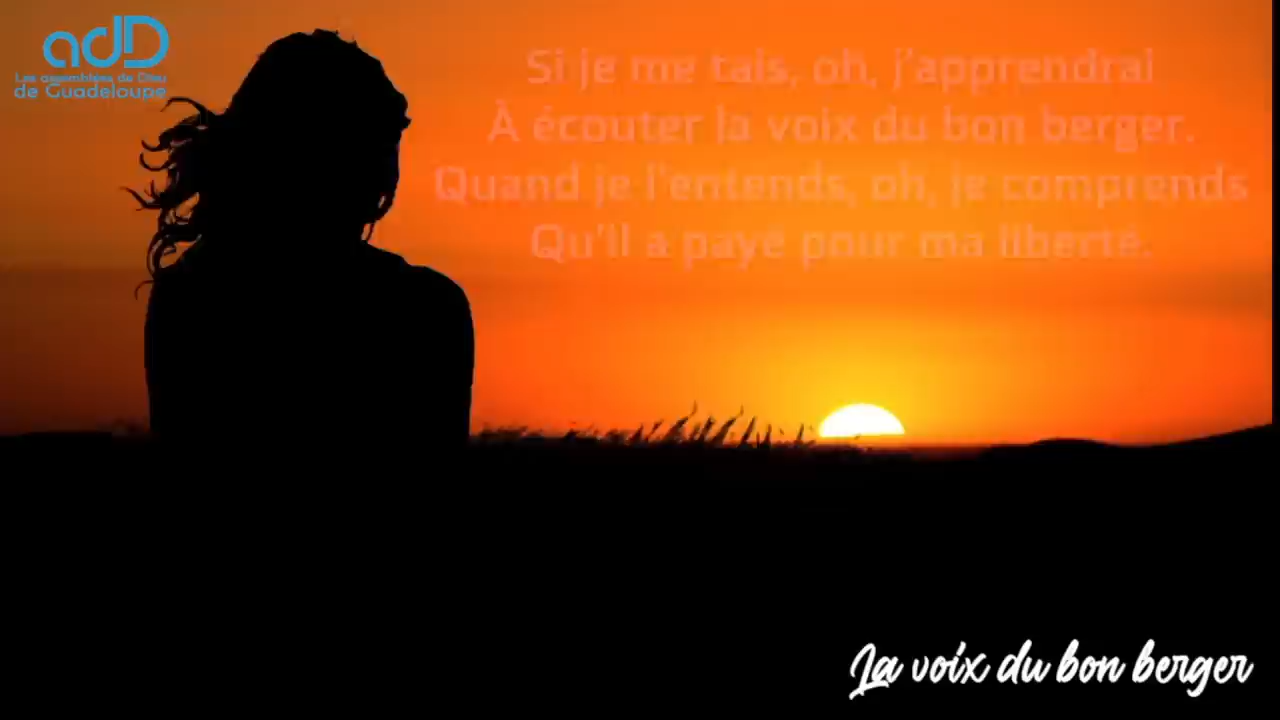 adD
Les assemblées de Dieu
de Guadeloupe
Si je me tais, oh, j'apprendrai
À écouter la voix du bon berger.
Quand je l'entends, oh, je comprends
Qu'il a payé pour ma liberté.
La voix du bon berger